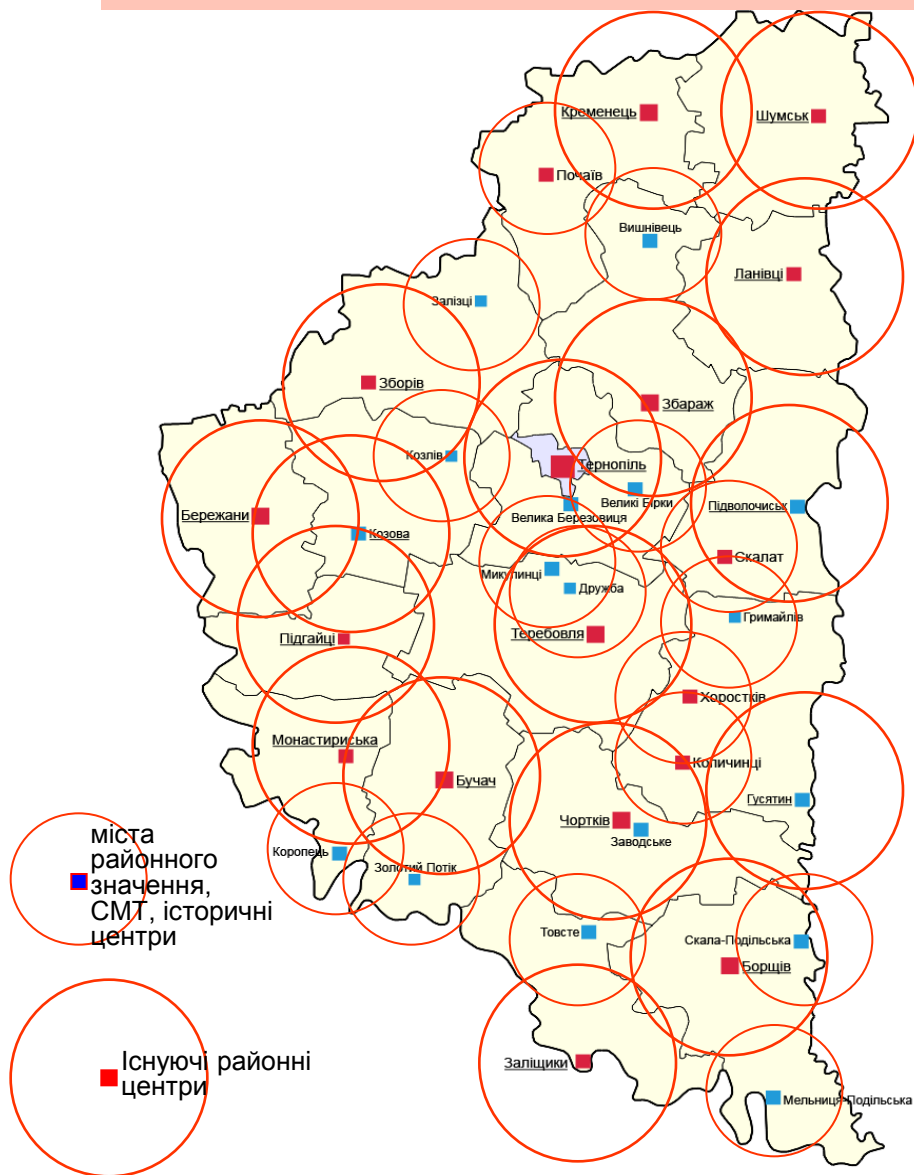 Кременець
Шумськ
Почаїв
Вишнівець
Ланівці
Залізці
Зборів
Збараж
Козлів
Тернопіль
Великі Бірки
Велика Березовиця
Підволочиськ
Бережани
Козова
Скалат
Микулинці
Дружба
Гримайлів
Теребовля
Підгайці
Хоростків
Монастириська
Копичинці
Бучач
Гусятин
Чортків
Заводське
Коропець
Золотий Потік
міста
районного
значення,
СМТ, історичні
центри
Товсте
Скала-Подільська
Борщів
Заліщики
Існуючі районні
центри
Мельниця-Подільська